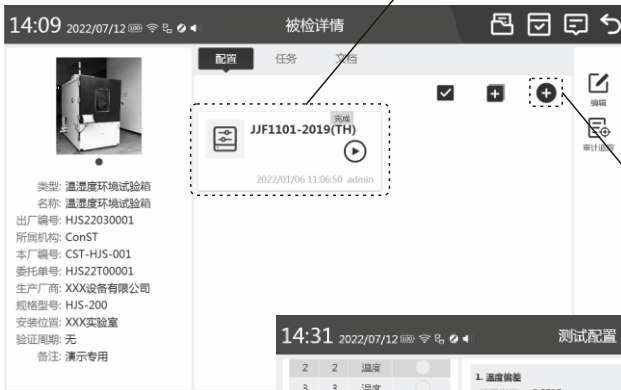 14:09 2022/07/12 被检详情
配置 任务 文档
编辑
完成
JJF1101-2019(TH)
审计追踪
2022/01/06 11:06:50 admin
类型: 温湿度环境试验箱
名称: 温湿度环境试验箱
出厂编号: HJS22030001
所属机构: ConST
本厂编号: CST-HJS-001
委托单号: HJS22T00001
生产厂商: XXX设备有限公司
规格型号: HJS-200
安装位置: XXX实验室
验证周期: 无
备注: 演示专用
14:31 2022/07/12 测试配置
2 2 温度
1. 温度偏差
3 3 温度